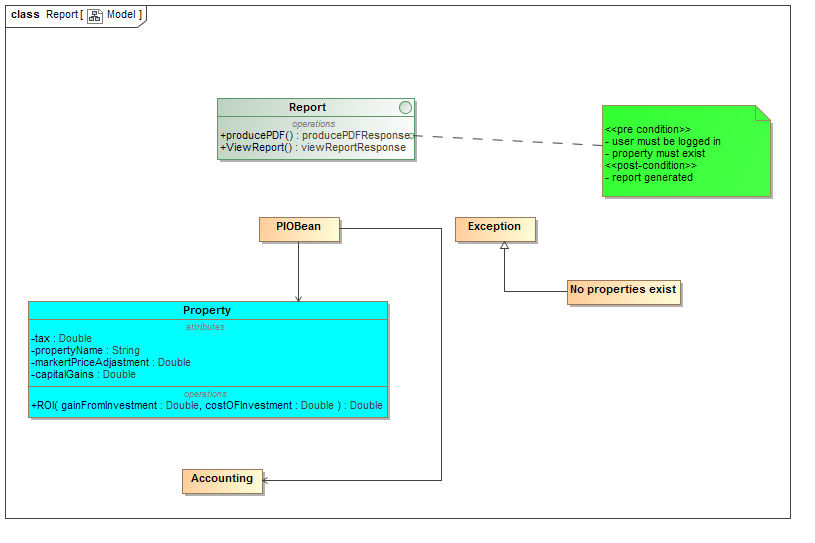 class Report [ Model ]
Report
operations
+producePDF() : producePDFResponse
+ViewReport() : viewReportResponse
<<pre condition>>
- user must be logged in
- property must exist
<<post-condition>>
- report generated
PIOBean
Exception
No properties exist
Property
attributes
-tax : Double
-propertyName : String
-markertPriceAdjastment : Double
-capitalGains : Double
operations
+ROI( gainFromInvestment : Double, costOFInvestment : Double ) : Double
Accounting